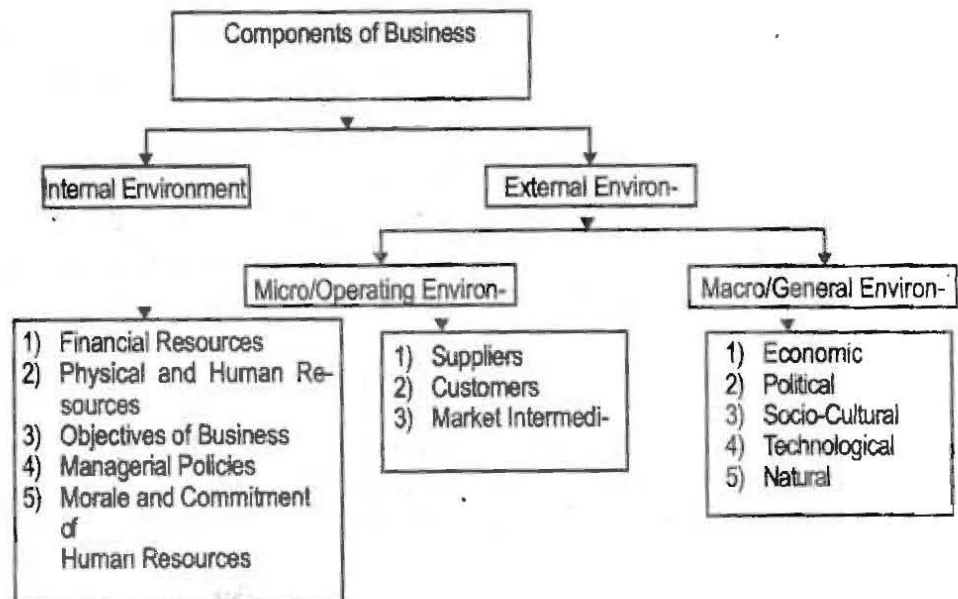 Components of Business
Internal Environment
External Environ-
Micro/Operating Environ-
Macro/General Environ-
1) Financial Resources
2) Physical and Human Re-
sources
3) Objectives of Business
4) Managerial Policies
5) Morale and Commitment
of
Human Resources
1) Suppliers
2) Customers
3) Market Intermedi-
1) Economic
2) Political
3) Socio-Cultural
4) Technological
5) Natural